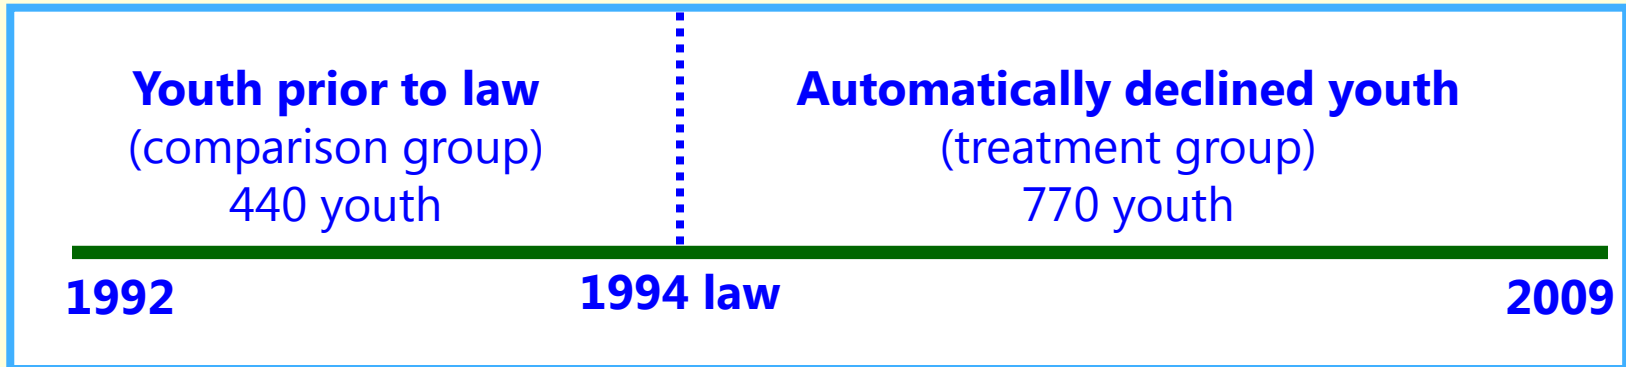 Youth prior to law
(comparison group)
440 youth
Automatically declined youth
(treatment group)
770 youth
1992
1994 law
2009